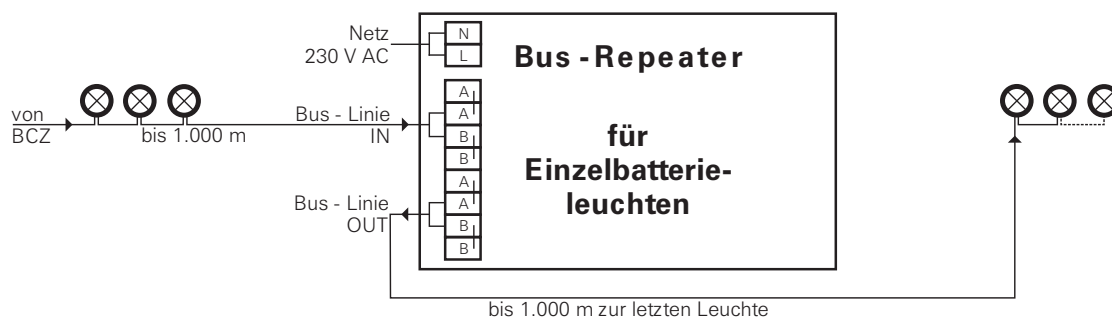 Netz
230 V AC
N
L
Bus - Repeater
von
BCZ
bis 1.000 m
Bus - Linie
IN
A
A
B
B
für
Einzelbatterie-
leuchten
Bus - Linie
OUT
A
A
B
B
bis 1.000 m zur letzten Leuchte